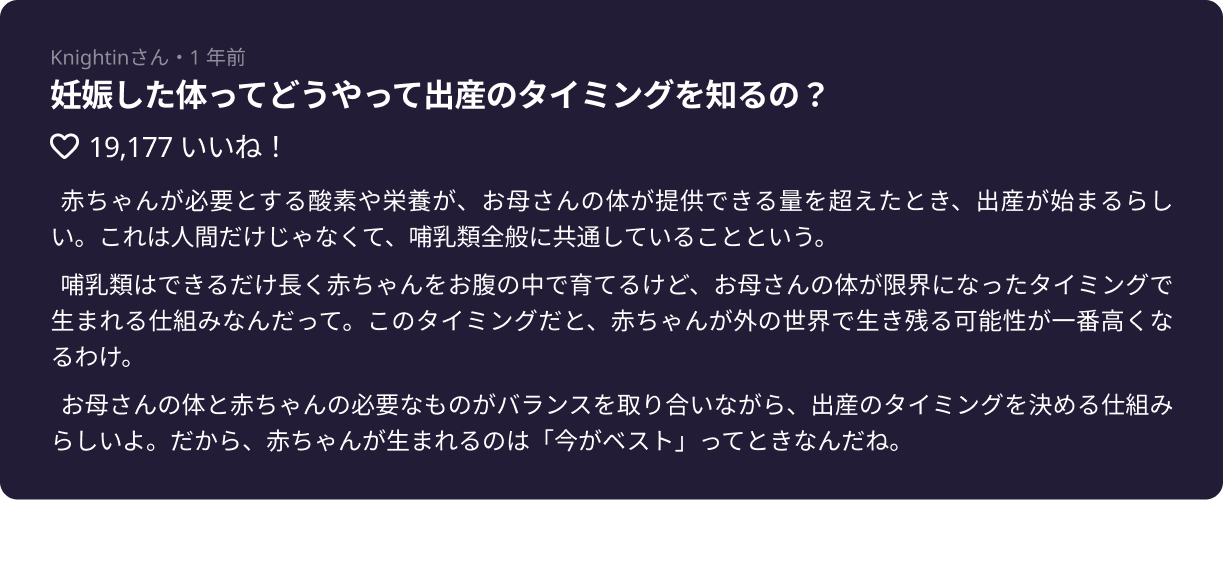 Knightinさん・1 年前
妊娠した体ってどうやって出産のタイミングを知るの？
19,177 いいね！
赤ちゃんが必要とする酸素や栄養が、お母さんの体が提供できる量を超えたとき、出産が始まるらし
い。これは人間だけじゃなくて、哺乳類全般に共通していることという。
哺乳類はできるだけ長く赤ちゃんをお腹の中で育てるけど、お母さんの体が限界になったタイミングで
生まれる仕組みなんだって。このタイミングだと、赤ちゃんが外の世界で生き残る可能性が一番高くな
るわけ。
お母さんの体と赤ちゃんの必要なものがバランスを取り合いながら、出産のタイミングを決める仕組み
らしいよ。だから、赤ちゃんが生まれるのは「今がベスト」ってときなんだね。